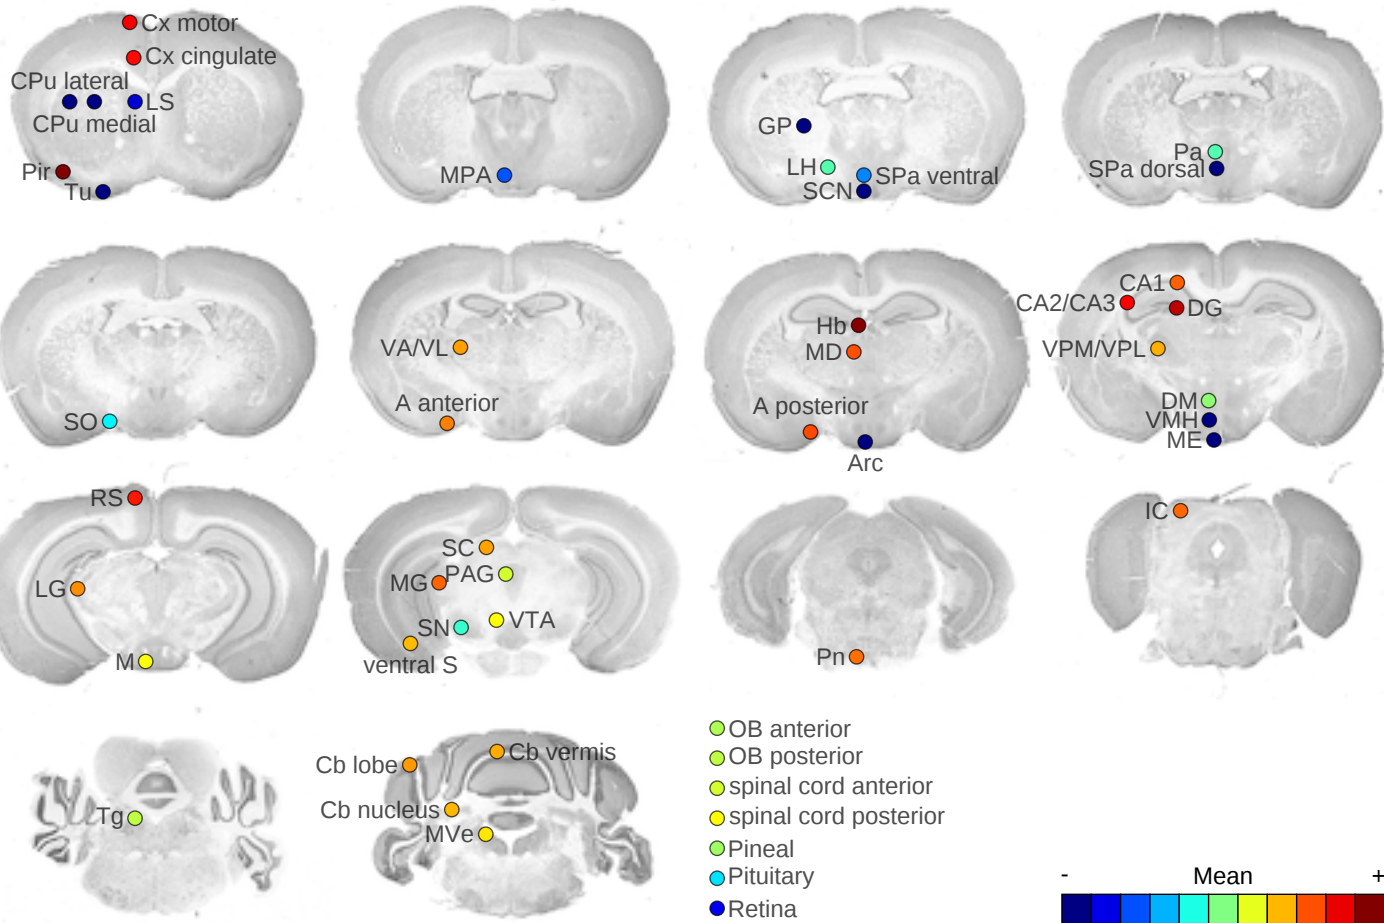 Cx motor
Cx cingulate
CPu lateral
LS
CPu medial
Pir
Tu
MPA
GP
LH
SPa ventral
SCN
Pa
SPa dorsal
SO
VA/VL
A anterior
Hb
MD
A posterior
Arc
CA1
CA2/CA3
DG
VPM/VPL
DM
VMH
ME
RS
LG
M
SC
MG
PAG
SN
VTA
ventral S
Pn
IC
Tg
Cb lobe
Cb vermis
Cb nucleus
MVe
OB anterior
OB posterior
spinal cord anterior
spinal cord posterior
Pineal
Pituitary
Retina
- Mean +